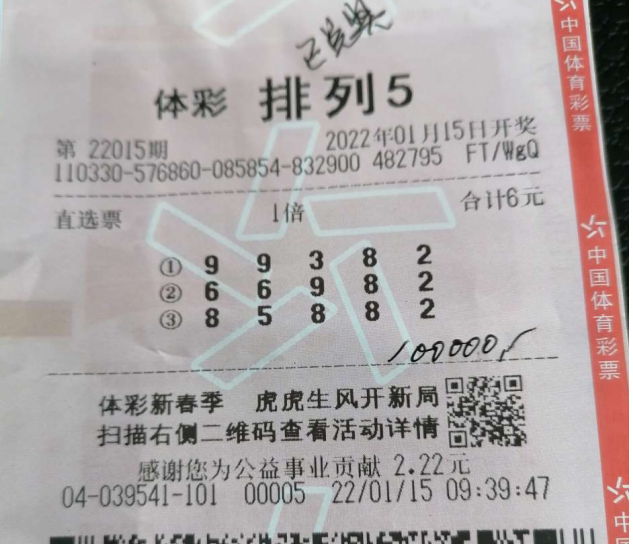 已兑奖
体彩 排列5
第 22015期 2022年01月15日开奖
110330-576860-085854-832900 482795 FT/WgQ
直选票 1倍 合计6元
① 9 9 3 8 2
② 6 6 9 8 2
③ 8 5 8 8 2
100000
体彩新春季 虎虎生风开新局
扫描右侧二维码查看活动详情
感谢您为公益事业贡献 2.22元
04-039541-101 00005 22/01/15 09:39:47
中国体育彩票
中国体育彩票
中